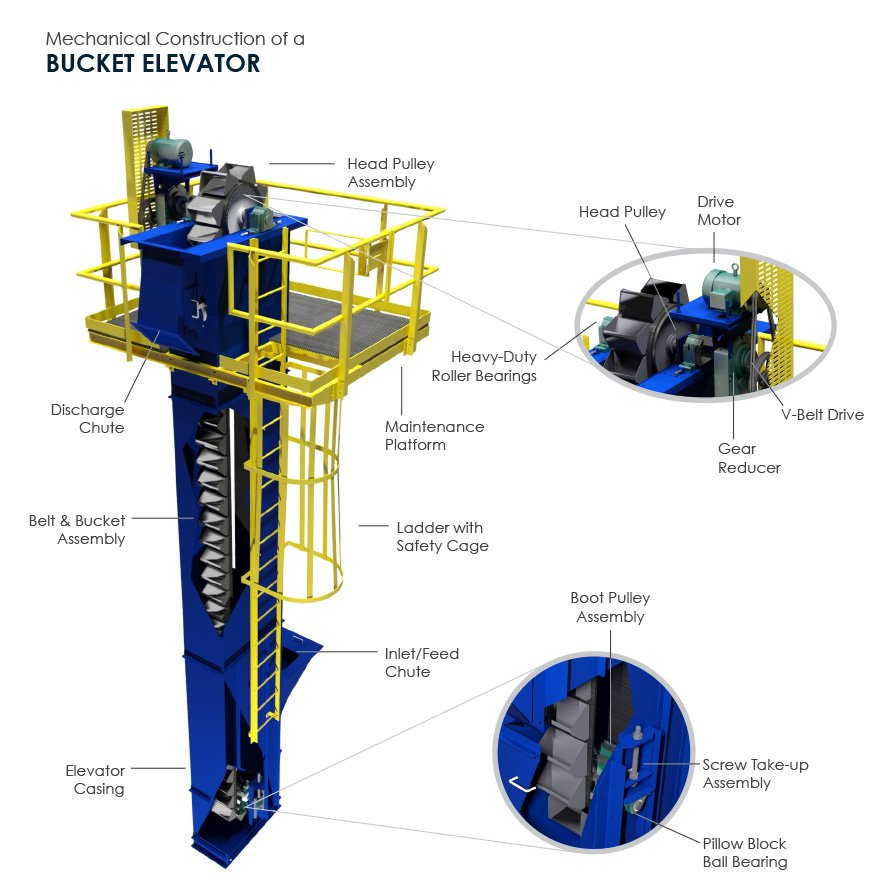 Mechanical Construction of a
BUCKET ELEVATOR
Head Pulley
Assembly
Head Pulley
Drive
Motor
Heavy-Duty
Roller Bearings
V-Belt Drive
Gear
Reducer
Discharge
Chute
Maintenance
Platform
Belt & Bucket
Assembly
Ladder with
Safety Cage
Boot Pulley
Assembly
Inlet/Feed
Chute
Elevator
Casing
Screw Take-up
Assembly
Pillow Block
Ball Bearing